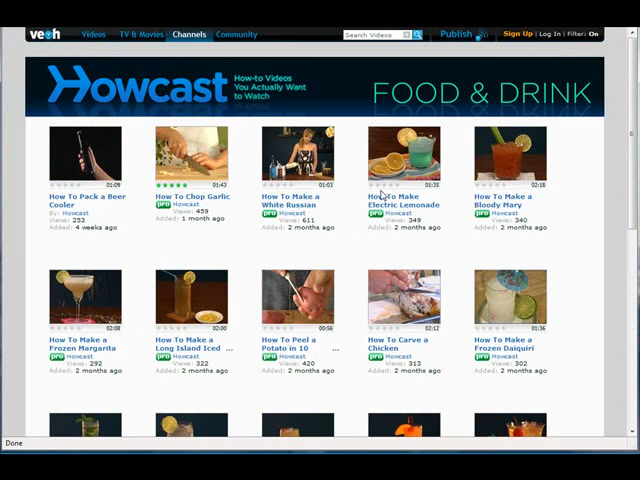 veoh Videos TV & Movies Channels Community Search Videos Publish Sign Up | Log In | Filter: On
Howcast How-to Videos
You Actually Want
to Watch
FOOD & DRINK
01:09 01:43 01:03 01:35 02:18
How To Pack a Beer
Cooler
By: Howcast
Views: 253
Added: 4 weeks ago
How To Chop Garlic
pro Howcast
Views: 459
Added: 1 month ago
How To Make a
White Russian
pro Howcast
Views: 611
Added: 2 months ago
How To Make
Electric Lemonade
pro Howcast
Views: 349
Added: 2 months ago
How To Make a
Bloody Mary
pro Howcast
Views: 340
Added: 2 months ago
02:08 02:00 00:56 02:12 01:36
How To Make a
Frozen Margarita
pro Howcast
Views: 292
Added: 2 months ago
How To Make a
Long Island Iced ...
pro Howcast
Views: 322
Added: 2 months ago
How To Peel a
Potato in 10 ...
pro Howcast
Views: 420
Added: 2 months ago
How To Carve a
Chicken
pro Howcast
Views: 313
Added: 2 months ago
How To Make a
Frozen Daiquiri
pro Howcast
Views: 302
Added: 2 months ago
Done